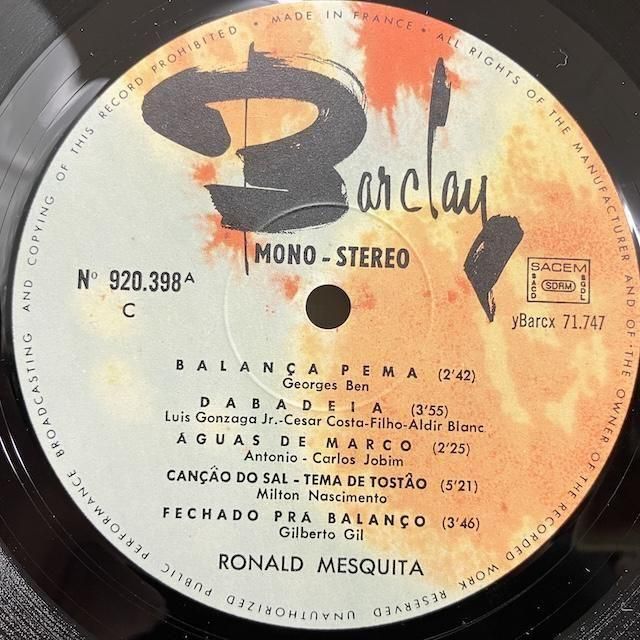 MADE IN FRANCE • ALL RIGHTS OF THE MANUFACTURER AND OF THE OWNER OF THE RECORDED WORK RESERVED UNAUTHORIZED PUBLIC PERFORMANCE BROADCASTING AND COPYING OF THIS RECORD PROHIBITED •
Barclay
MONO - STEREO
Nº 920.398 A
C
SACEM
SACD SDRM SGDL
yBarcx 71.747
BALANÇA PEMA (2'42)
Georges Ben
DABADEIA (3'55)
Luis Gonzaga Jr.-Cesar Costa-Filho-Aldir Blanc
ÁGUAS DE MARCO (2'25)
Antonio - Carlos Jobim
CANÇÃO DO SAL - TEMA DE TOSTÃO (5'21)
Milton Nascimento
FECHADO PRÁ BALANÇO (3'46)
Gilberto Gil
RONALD MESQUITA